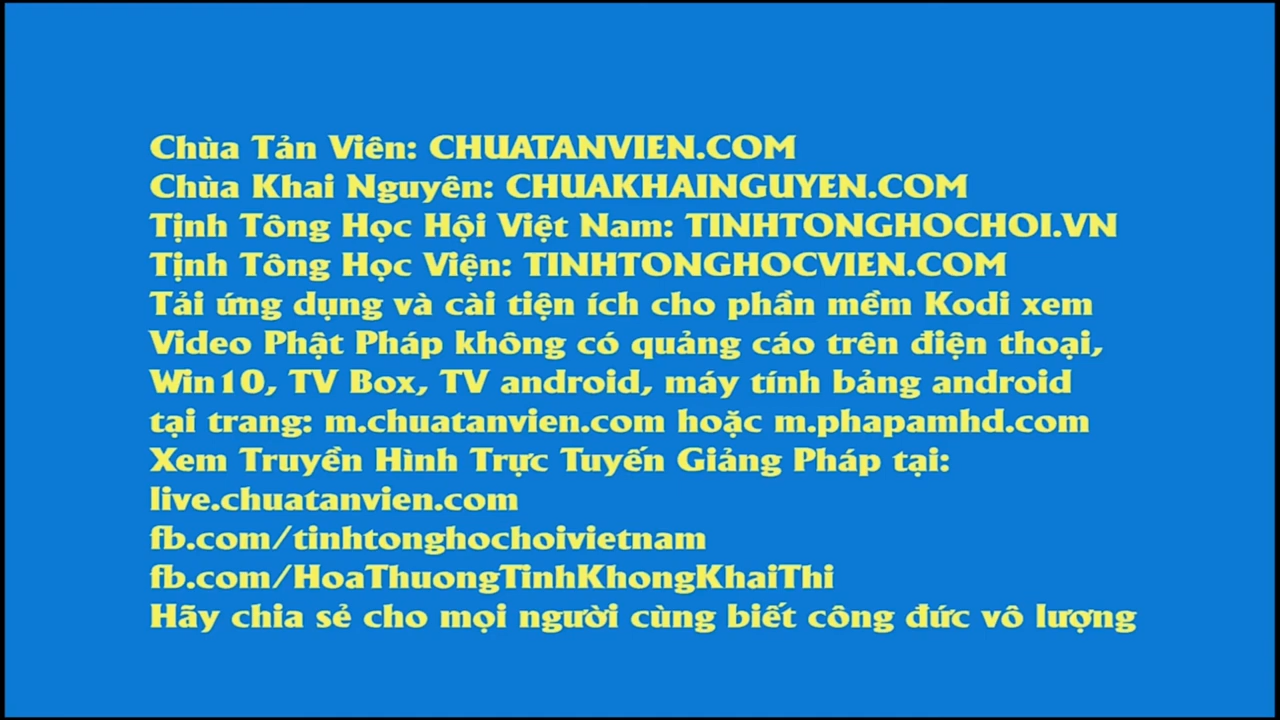 Chùa Tản Viên: CHUATANVIEN.COM
Chùa Khai Nguyên: CHUAKHAINGUYEN.COM
Tịnh Tông Học Hội Việt Nam: TINHTONGHOCHOI.VN
Tịnh Tông Học Viện: TINHTONGHOCVIEN.COM
Tải ứng dụng và cài tiện ích cho phần mềm Kodi xem
Video Phật Pháp không có quảng cáo trên điện thoại,
Win10, TV Box, TV android, máy tính bảng android
tại trang: m.chuatanvien.com hoặc m.phapamhd.com
Xem Truyền Hình Trực Tuyến Giảng Pháp tại:
live.chuatanvien.com
fb.com/tinhtonghochoivietnam
fb.com/HoaThuongTinhKhongKhaiThi
Hãy chia sẻ cho mọi người cùng biết công đức vô lượng